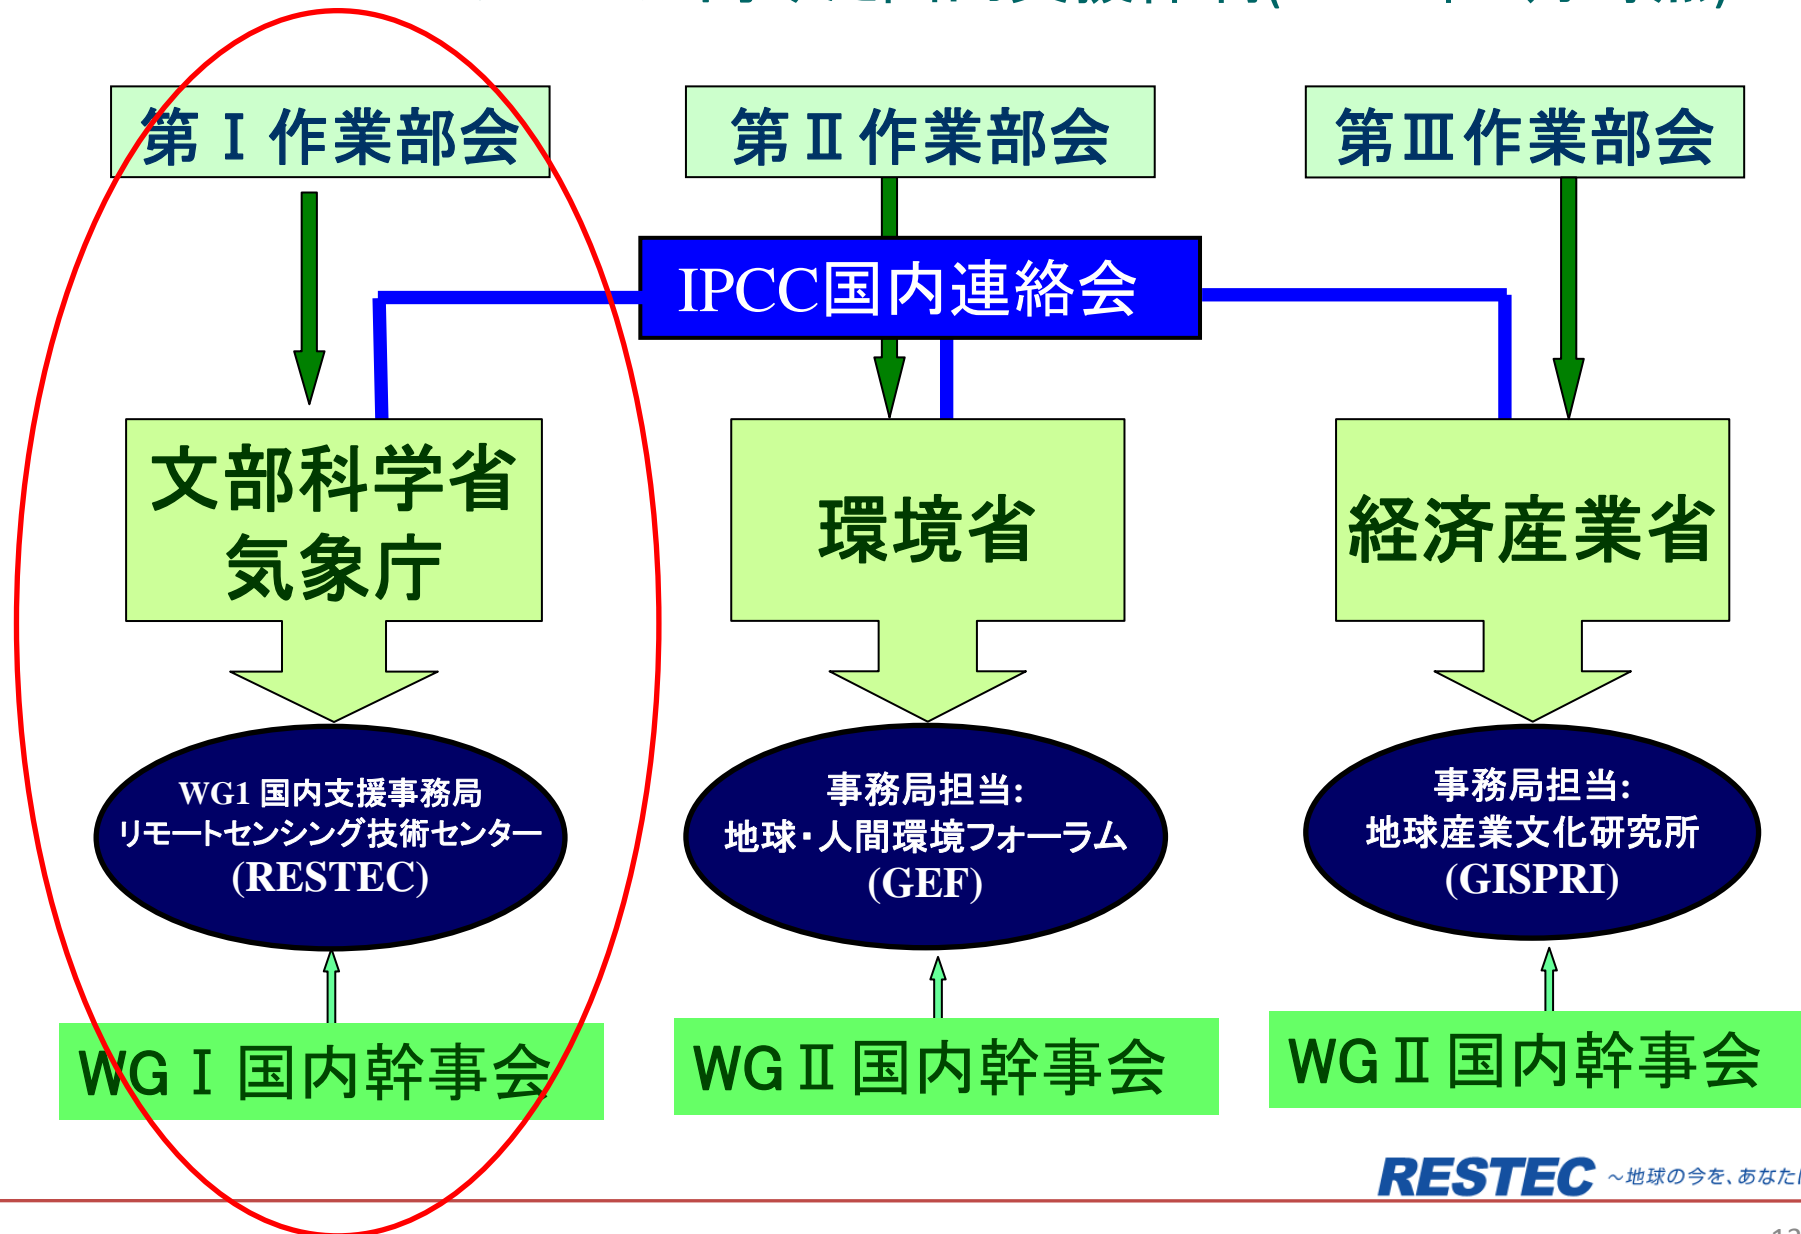 第Ⅰ作業部会
第Ⅱ作業部会
第Ⅲ作業部会
IPCC国内連絡会
文部科学省
気象庁
環境省
経済産業省
WG1 国内支援事務局
リモートセンシング技術センター
(RESTEC)
事務局担当:
地球・人間環境フォーラム
(GEF)
事務局担当:
地球産業文化研究所
(GISPRI)
WGⅠ国内幹事会
WGⅡ国内幹事会
WGⅡ国内幹事会
RESTEC ～地球の今を、あなたに